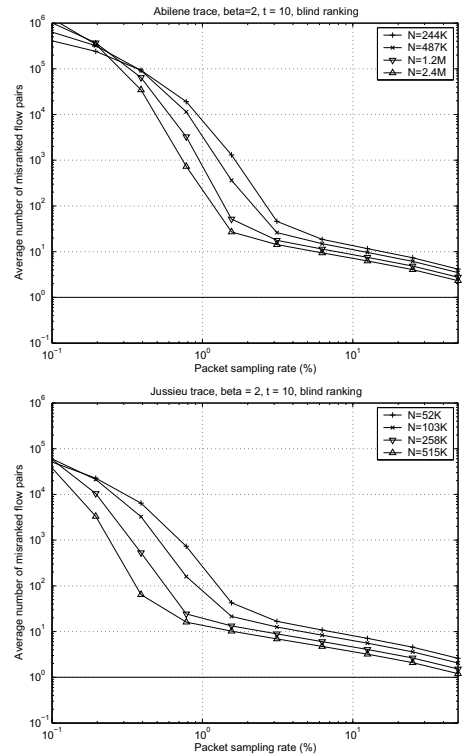 Abilene trace, beta=2, t = 10, blind ranking
10^6
10^5
10^4
10^3
10^2
10^1
10^0
10^-1
Average number of misranked flow pairs
N=244K
N=487K
N=1.2M
N=2.4M
10^-1 10^0 10^1
Packet sampling rate (%)
Jussieu trace, beta = 2, t = 10, blind ranking
10^6
10^5
10^4
10^3
10^2
10^1
10^0
10^-1
Average number of misranked flow pairs
N=52K
N=103K
N=258K
N=515K
10^-1 10^0 10^1
Packet sampling rate (%)